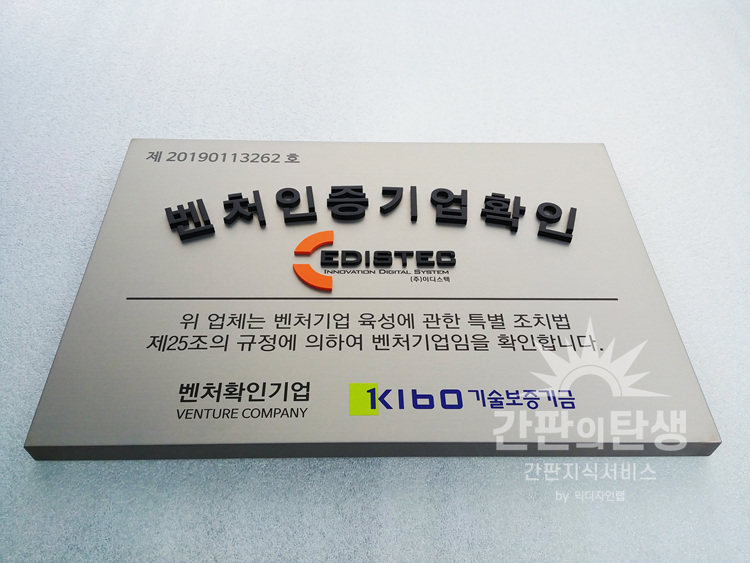 제 20190113262 호
벤처인증기업확인
EDISTEC
INNOVATION DIGITAL SYSTEM
(주)이디스텍
위 업체는 벤처기업 육성에 관한 특별 조치법
제25조의 규정에 의하여 벤처기업임을 확인합니다.
벤처확인기업
VENTURE COMPANY
KIBO 기술보증기금
간판의탄생
간판지식서비스
by 익디자인랩